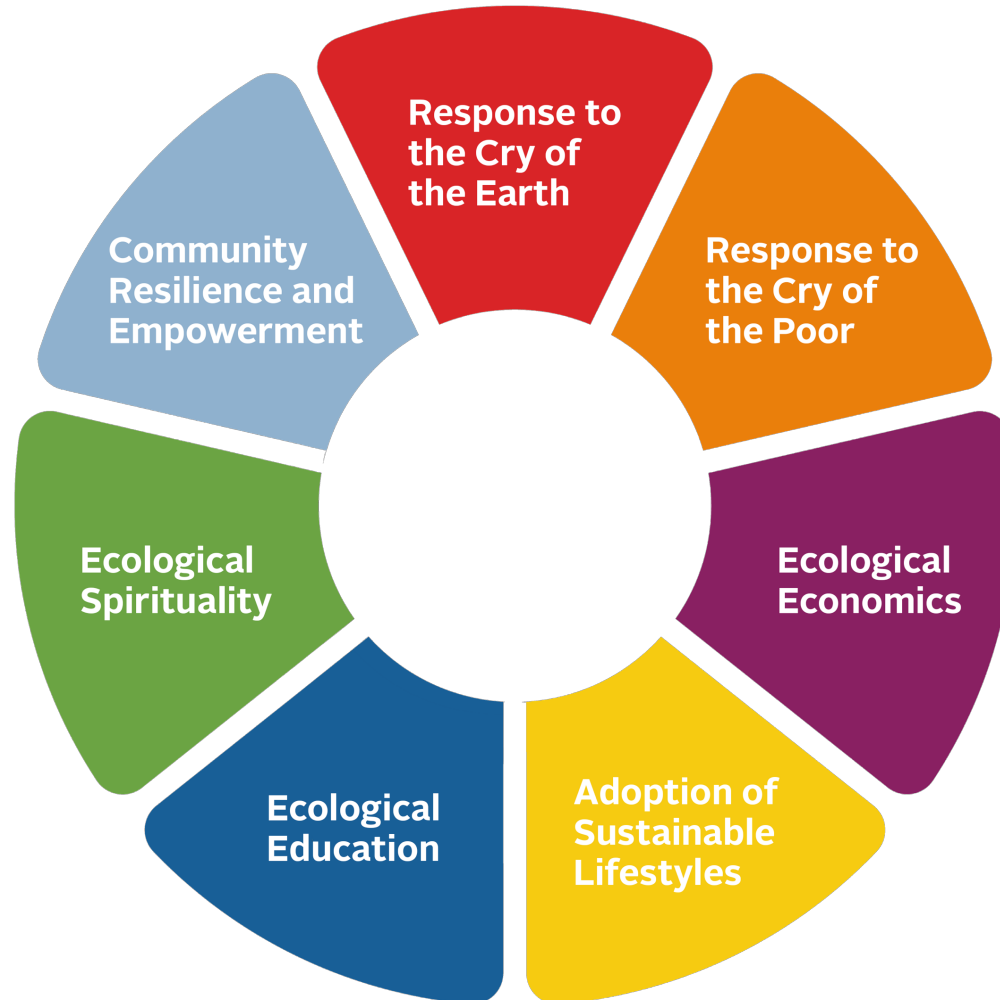 Response to
the Cry of
the Earth
Response to
the Cry of
the Poor
Ecological
Economics
Adoption of
Sustainable
Lifestyles
Ecological
Education
Ecological
Spirituality
Community
Resilience and
Empowerment